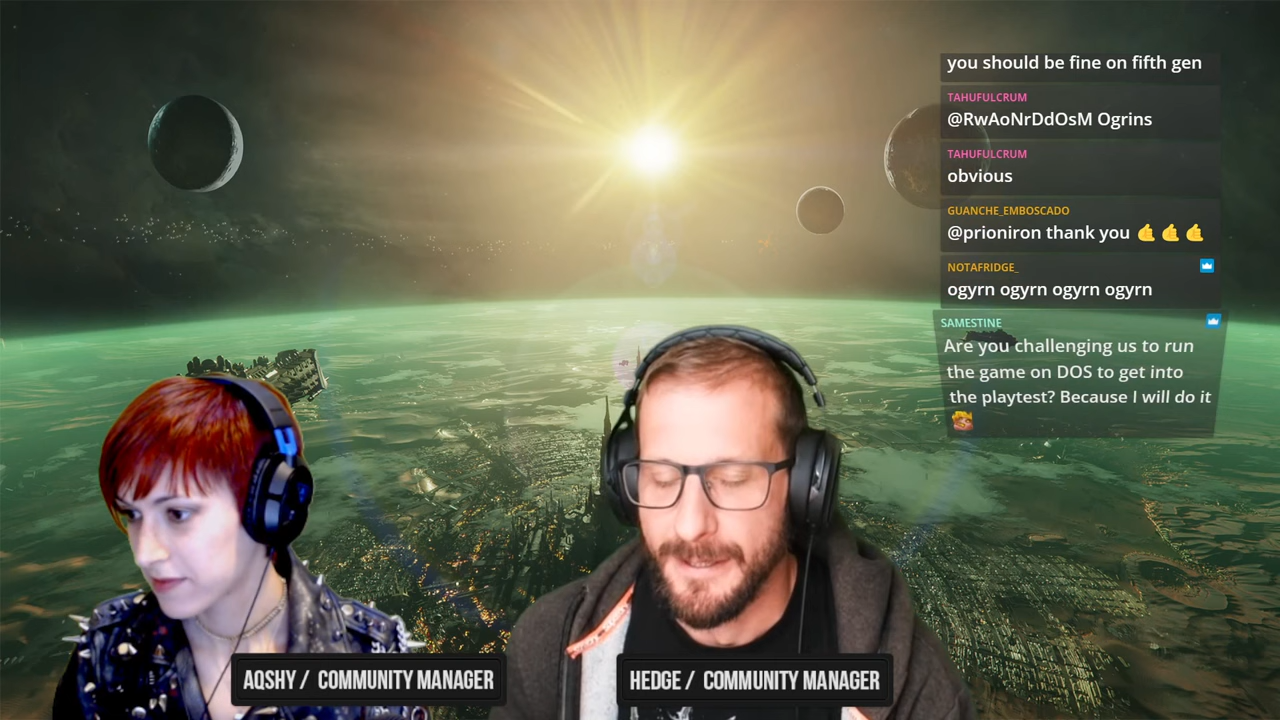 you should be fine on fifth gen
TAHUFULCRUM
@RwAoNrDdOsM Ogrins
TAHUFULCRUM
obvious
GUANCHE_EMBOSCADO
@prioniron thank you 🤙 🤙 🤙
NOTAFRIDGE_
ogyrn ogyrn ogyrn ogyrn
SAMESTINE
Are you challenging us to run
the game on DOS to get into
the playtest? Because I will do it
AQSHY / COMMUNITY MANAGER
HEDGE / COMMUNITY MANAGER